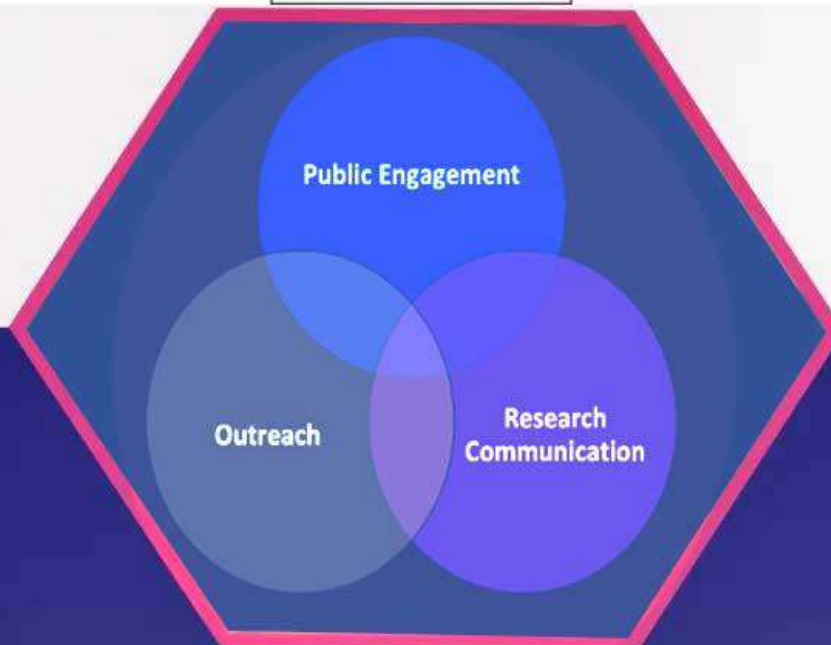 Public Engagement
Outreach
Research
Communication